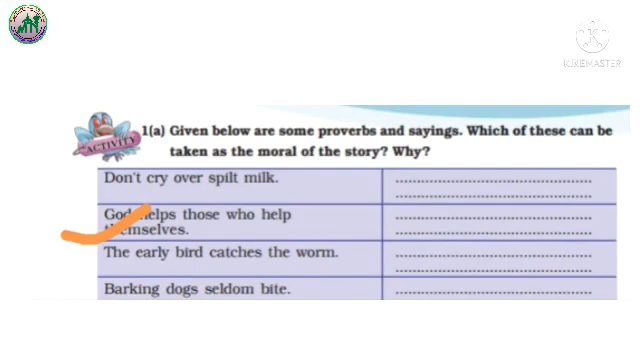 KINEMASTER
1(a) Given below are some proverbs and sayings. Which of these can be
taken as the moral of the story? Why?
ACTIVITY
Don't cry over spilt milk.
God helps those who help
themselves.
The early bird catches the worm.
Barking dogs seldom bite.